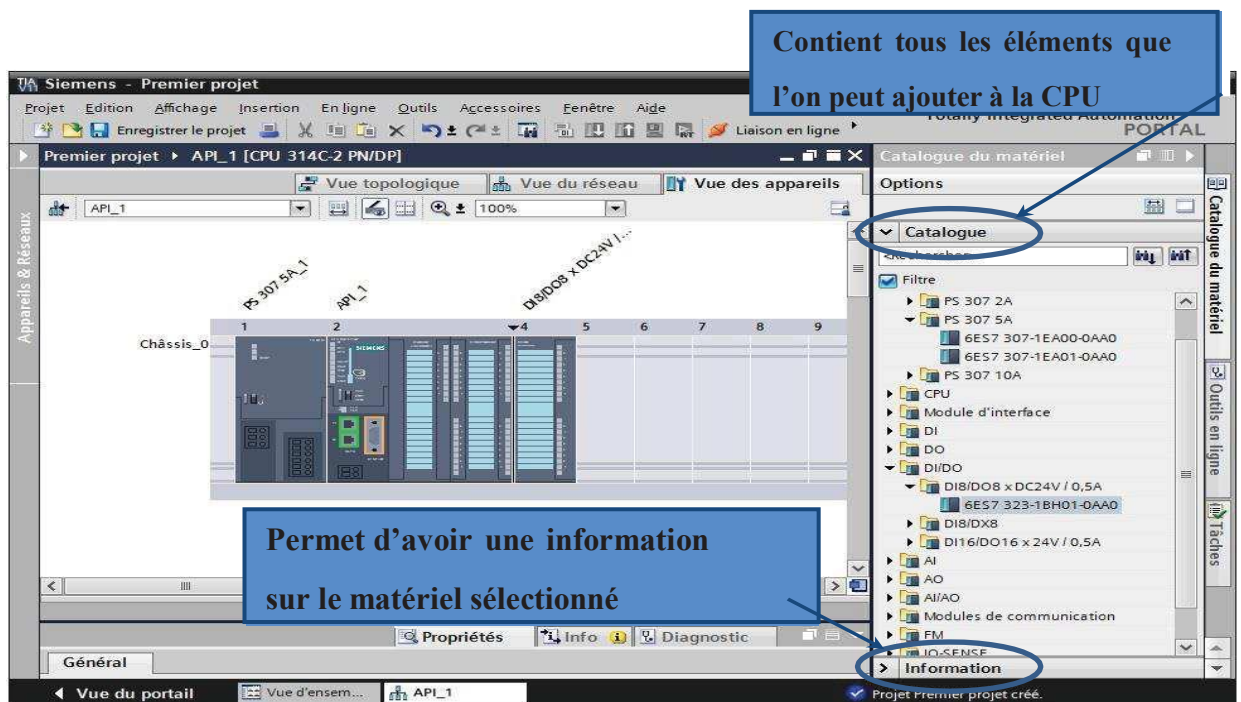 Contient tous les éléments que
l'on peut ajouter à la CPU
Siemens - Premier projet
Projet Edition Affichage Insertion En ligne Outils Accessoires Fenêtre Aide
Enregistrer le projet
Liaison en ligne
Totally Integrated Automation
PORTAL
Premier projet ▸ API_1 [CPU 314C-2 PN/DP]
Vue topologique
Vue du réseau
Vue des appareils
API_1
100%
Appareils & Réseaux
PS 307 5A_1
API_1
DI8/DO8 x DC24V / ...
1 2 4 5 6 7 8 9
Châssis_0
SIEMENS
Catalogue du matériel
Options
Catalogue
Filtre
PS 307 2A
PS 307 5A
6ES7 307-1EA00-0AA0
6ES7 307-1EA01-0AA0
PS 307 10A
CPU
Module d'interface
DI
DO
DI/DO
DI8/DO8 x DC24V / 0,5A
6ES7 323-1BH01-0AA0
DI8/DX8
DI16/DO16 x 24V / 0,5A
AI
AO
AI/AO
Modules de communication
FM
IQ-SENSE
Information
Catalogue du matériel
Outils en ligne
Tâches
Permet d'avoir une information
sur le matériel sélectionné
Propriétés
Info
Diagnostic
Général
Vue du portail
Vue d'ensem...
API_1
Projet Premier projet créé.